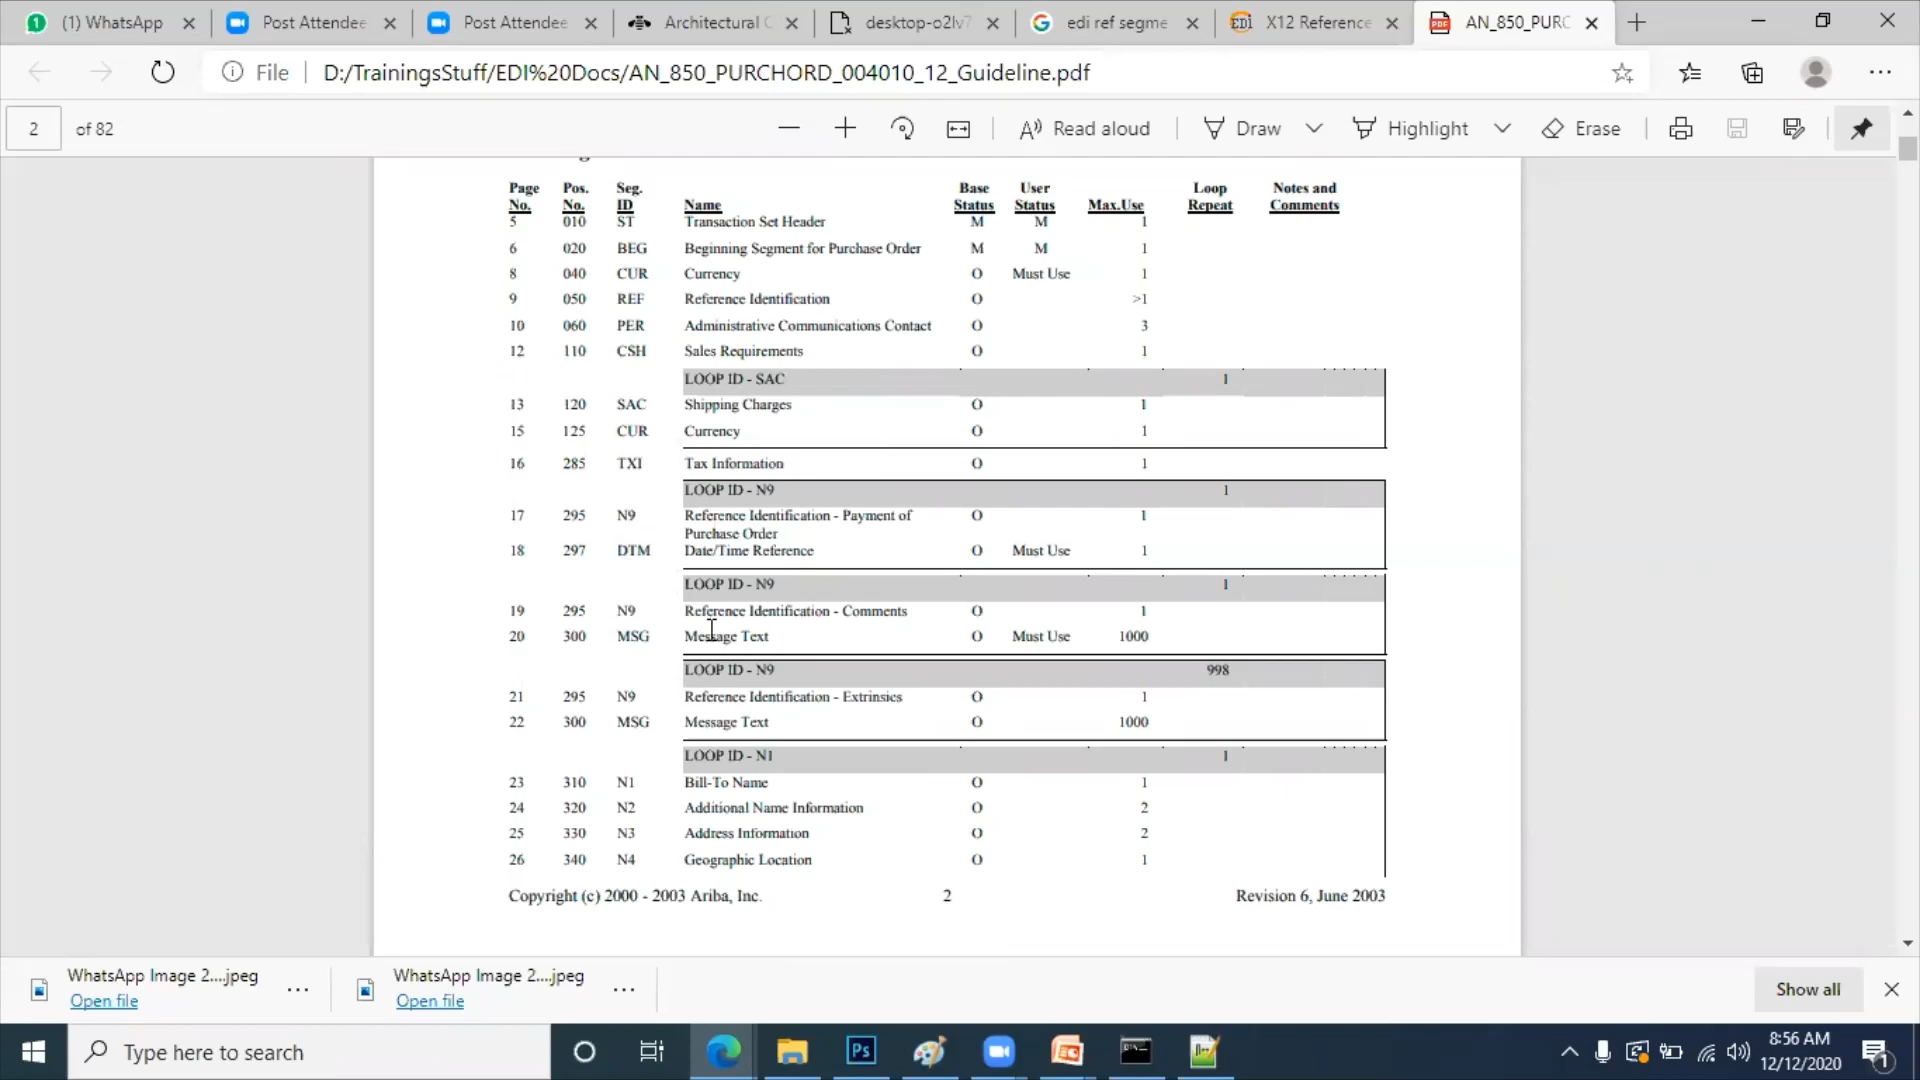 (1) WhatsApp
Post Attendee
Post Attendee
Architectural C
desktop-o2lv7
edi ref segme
X12 Reference
AN_850_PURC
File
D:/TrainingsStuff/EDI%20Docs/AN_850_PURCHORD_004010_12_Guideline.pdf
2 of 82
Read aloud
Draw
Highlight
Erase
Page No. Pos. No. Seg. ID Name Base Status User Status Max.Use Loop Repeat Notes and Comments
5 010 ST Transaction Set Header M M 1
6 020 BEG Beginning Segment for Purchase Order M M 1
8 040 CUR Currency O Must Use 1
9 050 REF Reference Identification O >1
10 060 PER Administrative Communications Contact O 3
12 110 CSH Sales Requirements O 1
LOOP ID - SAC 1
13 120 SAC Shipping Charges O 1
15 125 CUR Currency O 1
16 285 TXI Tax Information O 1
LOOP ID - N9 1
17 295 N9 Reference Identification - Payment of Purchase Order O 1
18 297 DTM Date/Time Reference O Must Use 1
LOOP ID - N9 1
19 295 N9 Reference Identification - Comments O 1
20 300 MSG Message Text O Must Use 1000
LOOP ID - N9 998
21 295 N9 Reference Identification - Extrinsics O 1
22 300 MSG Message Text O 1000
LOOP ID - N1 1
23 310 N1 Bill-To Name O 1
24 320 N2 Additional Name Information O 2
25 330 N3 Address Information O 2
26 340 N4 Geographic Location O 1
Copyright (c) 2000 - 2003 Ariba, Inc. 2 Revision 6, June 2003
WhatsApp Image 2....jpeg
Open file
WhatsApp Image 2....jpeg
Open file
Show all
Type here to search
Ps
8:56 AM
12/12/2020
1